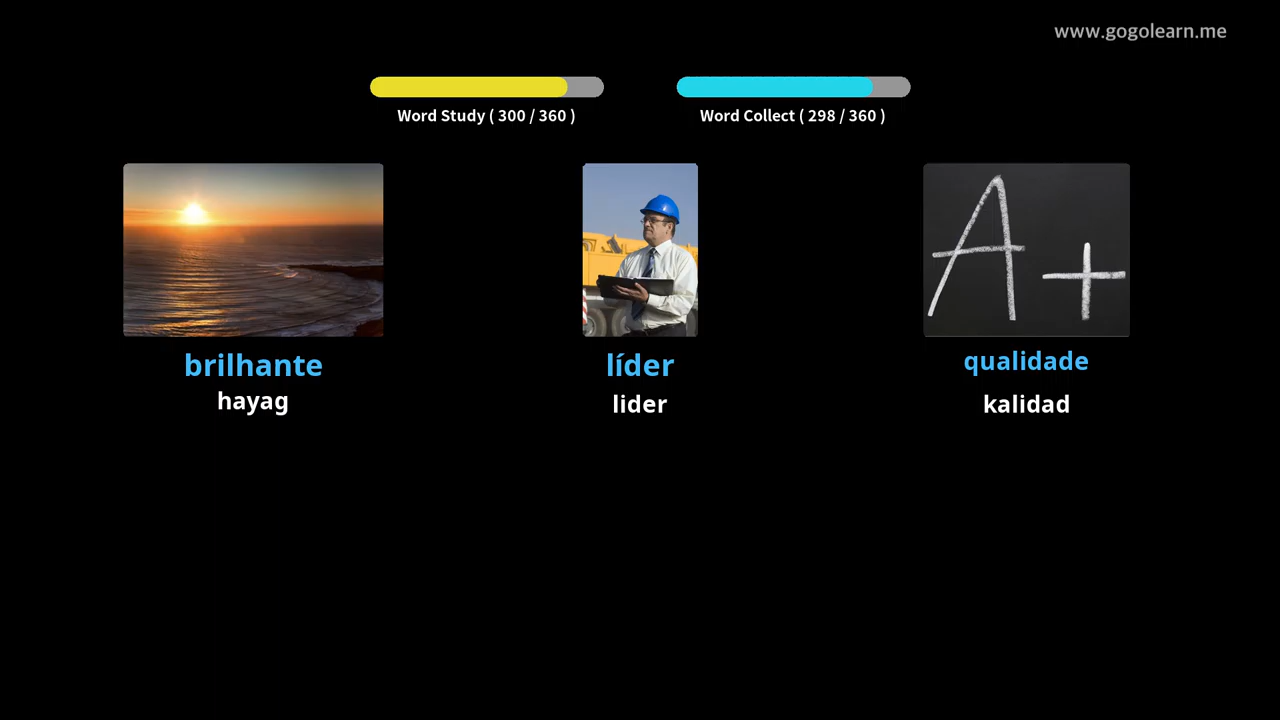 www.gogolearn.me
Word Study ( 300 / 360 )
Word Collect ( 298 / 360 )
A+
brilhante
hayag
líder
lider
qualidade
kalidad